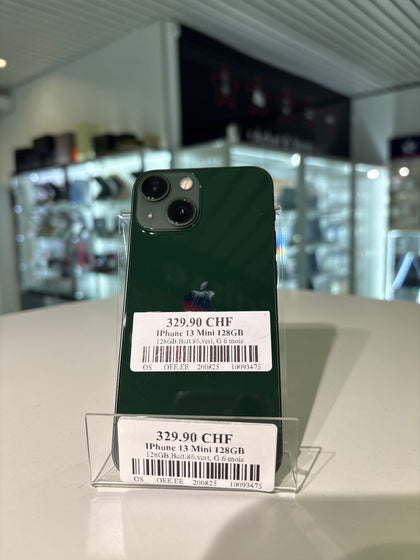 329.90 CHF
IPhone 13 Mini 128GB
128GB,Batt.86,vert, G 6 mois
OS OEE.EE 200825 10093475
329.90 CHF
IPhone 13 Mini 128GB
128GB,Batt.86,vert, G 6 mois
OS OEE.EE 200825 10093475